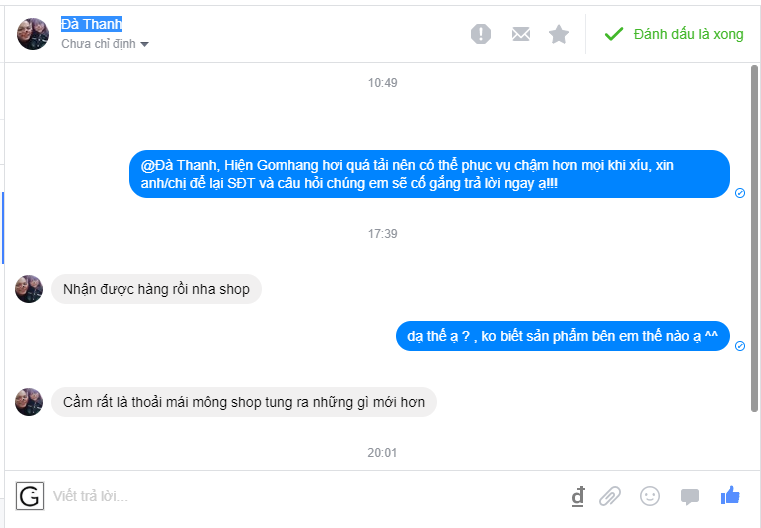 Đà Thanh
Chưa chỉ định
Đánh dấu là xong
10:49
@Đà Thanh, Hiện Gomhang hơi quá tải nên có thể phục vụ chậm hơn mọi khi xíu, xin
anh/chị để lại SĐT và câu hỏi chúng em sẽ cố gắng trả lời ngay ạ!!!
17:39
Nhận được hàng rồi nha shop
dạ thế ạ ? , ko biết sản phẩm bên em thế nào ạ ^^
Cầm rất là thoải mái mông shop tung ra những gì mới hơn
20:01
G
Viết trả lời...
đ